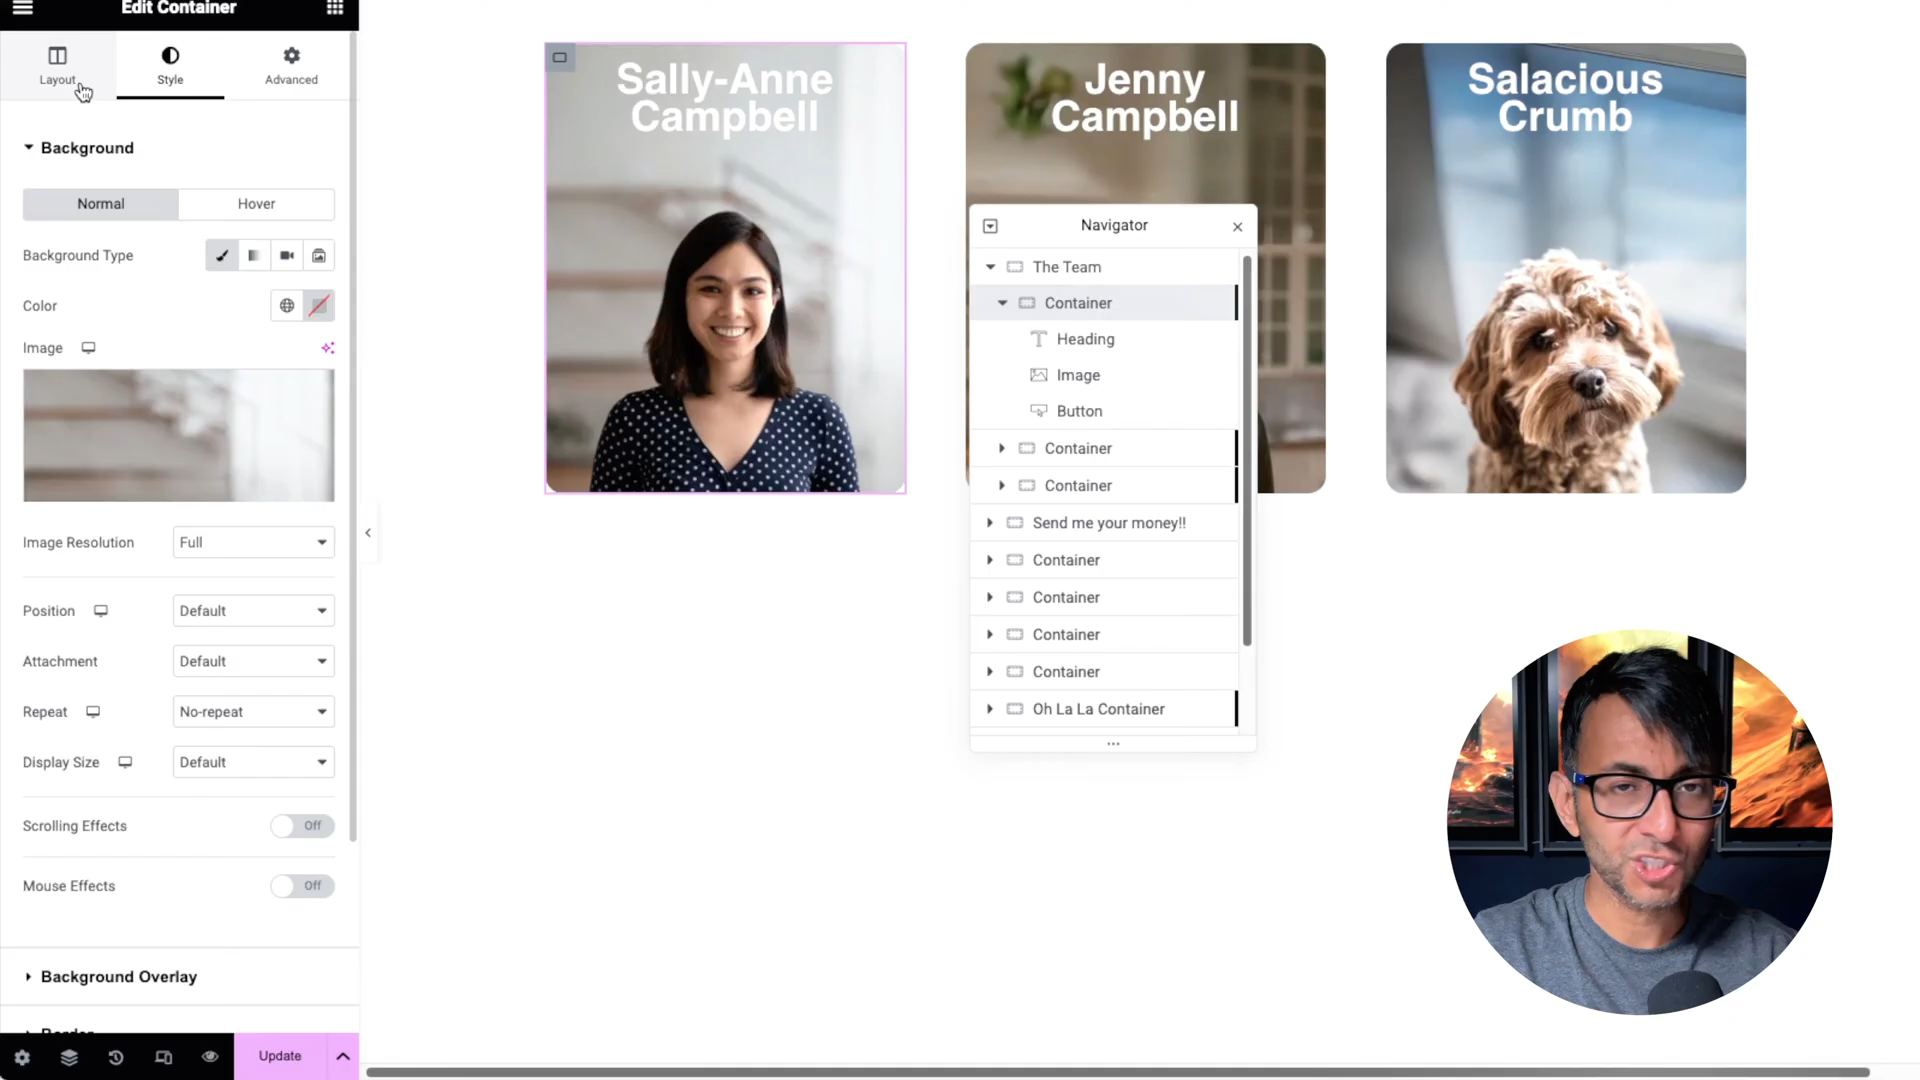 Edit Container
Layout
Style
Advanced
Background
Normal
Hover
Background Type
Color
Image
Image Resolution
Full
Position
Default
Attachment
Default
Repeat
No-repeat
Display Size
Default
Scrolling Effects
Off
Mouse Effects
Off
Background Overlay
Border
Update
Sally-Anne
Campbell
Jenny
Campbell
Salacious
Crumb
Navigator
The Team
Container
Heading
Image
Button
Container
Container
Send me your money!!
Container
Container
Container
Container
Oh La La Container